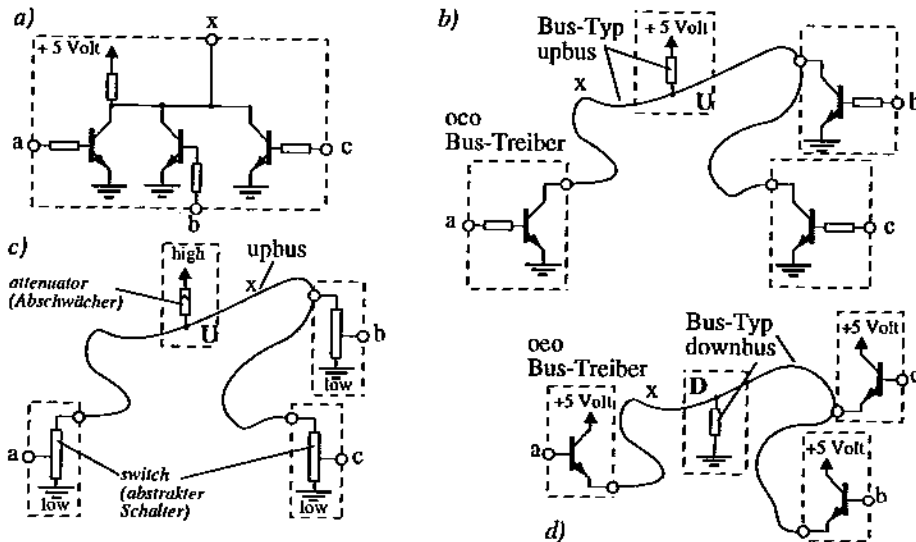 a)
x
+ 5 Volt
a
c
b
b)
Bus-Typ
upbus
+ 5 Volt
x
U
oco
Bus-Treiber
a
b
c
c)
high
upbus
attenuator
(Abschwächer)
x
U
b
low
a
c
switch
(abstrakter
Schalter)
low
low
oeo
Bus-Treiber
Bus-Typ
downbus
+5 Volt
+5 Volt
x
D
a
c
+5 Volt
b
d)